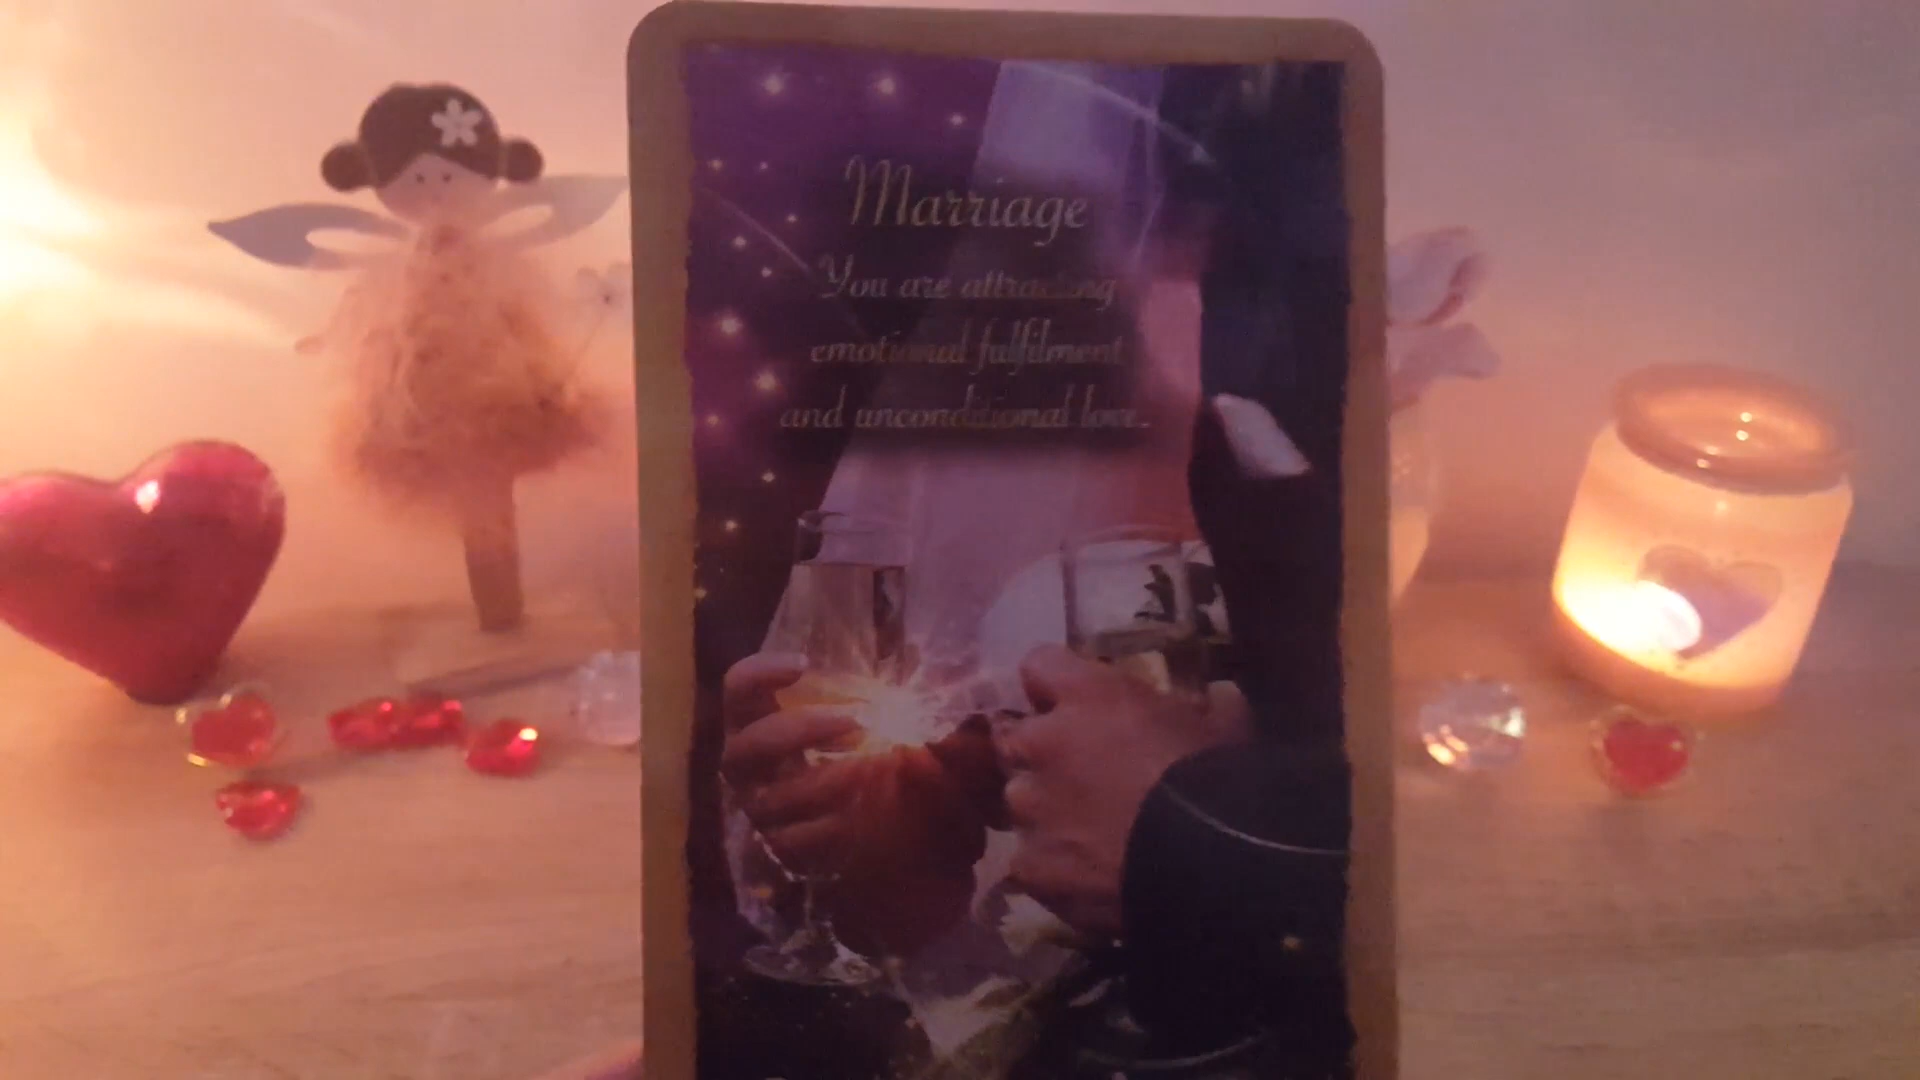 Marriage
You are attracting
emotional fulfilment
and unconditional love.